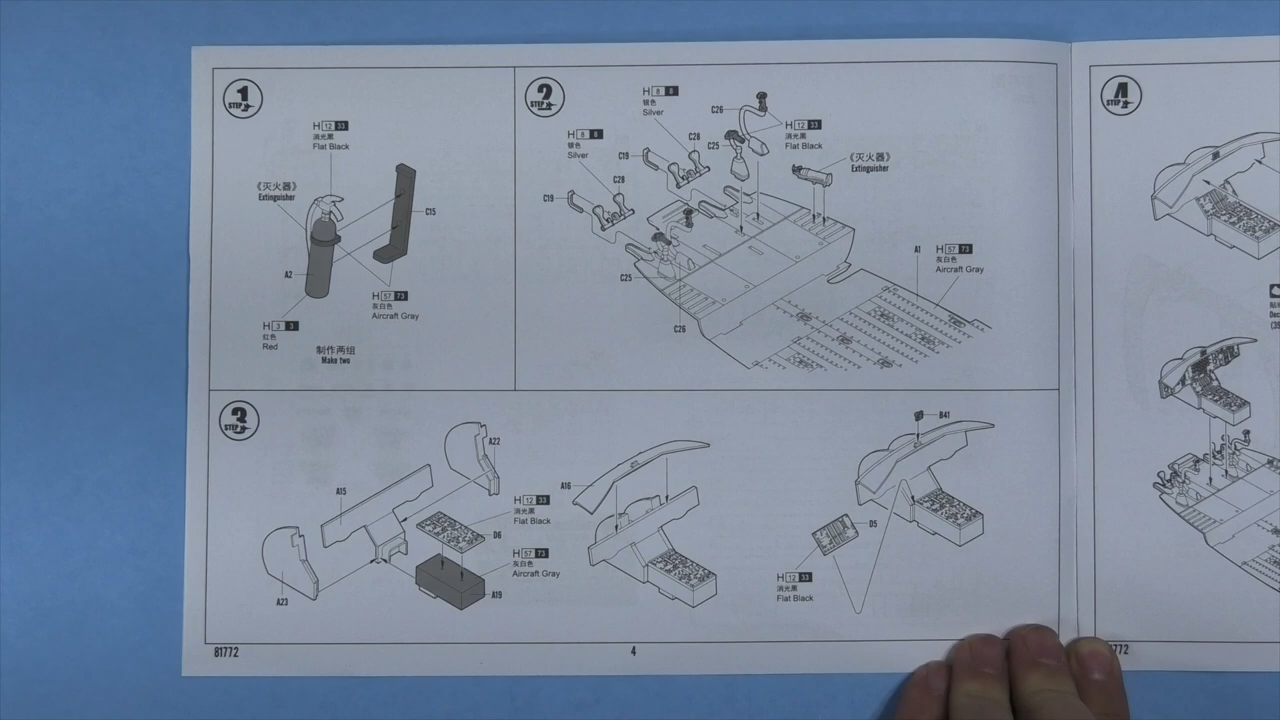 1
STEP
H 12 33
消光黑
Flat Black
《灭火器》
Extinguisher
C15
A2
H 57 73
灰白色
Aircraft Gray
H 3 3
红色
Red
制作两组
Make two
2
STEP
H 8 8
银色
Silver
C26
H 12 33
消光黑
Flat Black
H 8 8
银色
Silver
C28
C25
C19
《灭火器》
Extinguisher
C28
C19
A1
H 57 73
灰白色
Aircraft Gray
C25
C26
3
STEP
A22
A15
H 12 33
消光黑
Flat Black
D6
H 57 73
灰白色
Aircraft Gray
A19
A23
A16
B41
D5
H 12 33
消光黑
Flat Black
81772
4
4
STEP